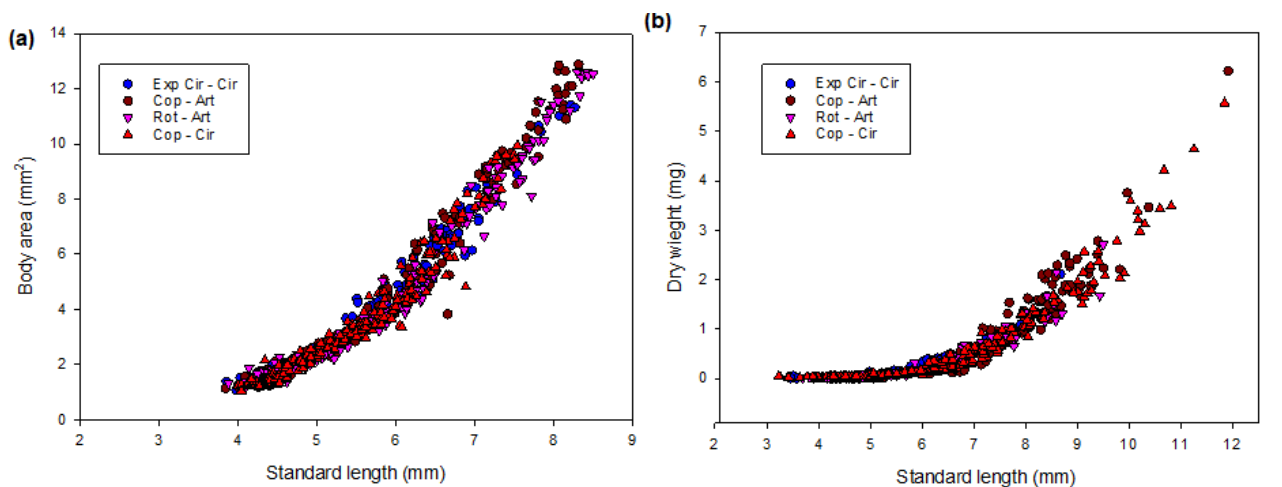 (a)
14
12
10
8
6
4
2
0
Body area (mm²)
Exp Cir - Cir
Cop - Art
Rot - Art
Cop - Cir
2 3 4 5 6 7 8 9
Standard length (mm)
(b)
7
6
5
4
3
2
1
0
Dry wieght (mg)
Exp Cir - Cir
Cop - Art
Rot - Art
Cop - Cir
2 3 4 5 6 7 8 9 10 11 12
Standard length (mm)